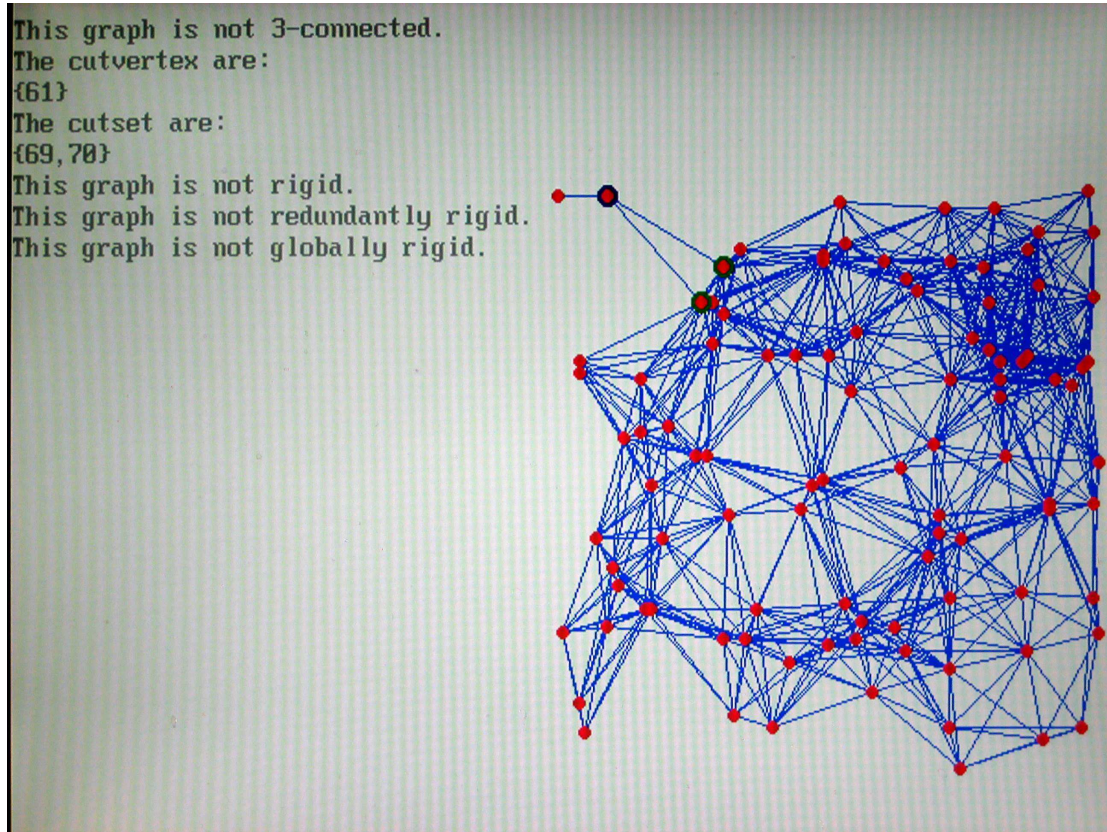 This graph is not 3-connected.
The cutvertex are:
{61}
The cutset are:
{69,70}
This graph is not rigid.
This graph is not redundantly rigid.
This graph is not globally rigid.